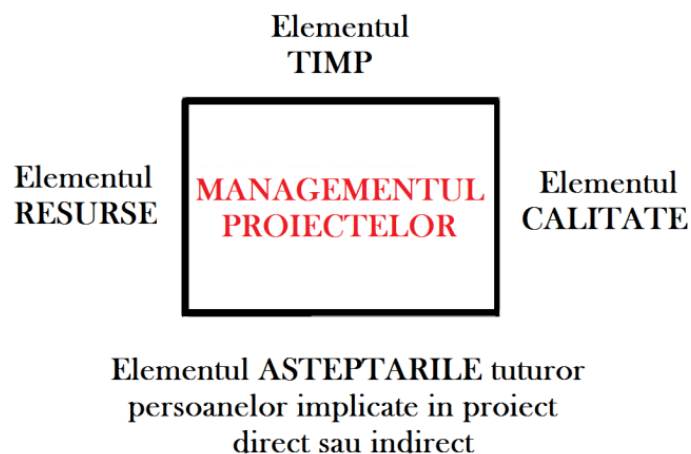 Elementul
TIMP
Elementul
RESURSE
MANAGEMENTUL
PROIECTELOR
Elementul
CALITATE
Elementul ASTEPTARILE tuturor
persoanelor implicate in proiect
direct sau indirect